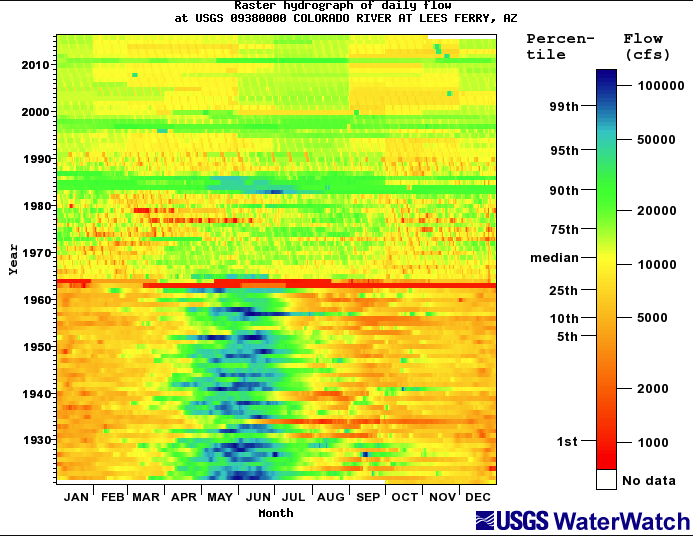 Raster hydrograph of daily flow
at USGS 09380000 COLORADO RIVER AT LEES FERRY, AZ
Percen-
tile
Flow
(cfs)
99th
95th
90th
75th
median
25th
10th
5th
1st
100000
50000
20000
10000
5000
2000
1000
No data
Year
2010
2000
1990
1980
1970
1960
1950
1940
1930
JAN FEB MAR APR MAY JUN JUL AUG SEP OCT NOV DEC
Month
USGS WaterWatch